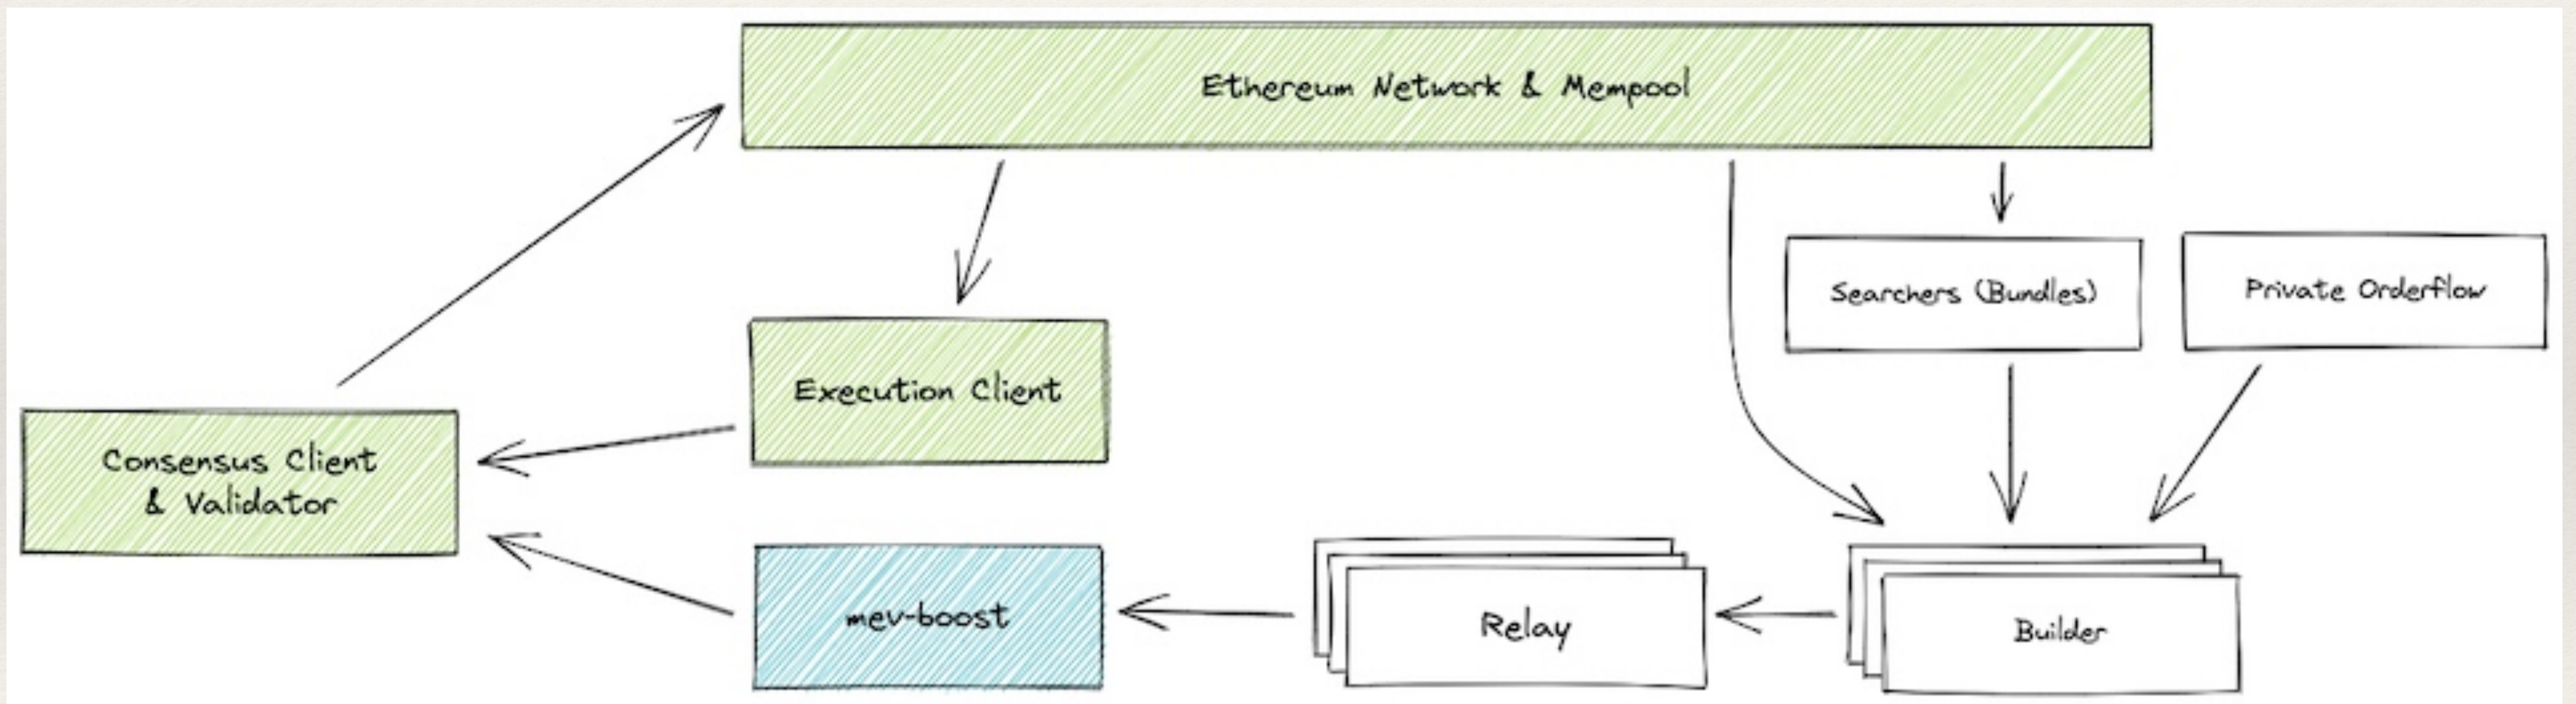 Ethereum Network & Mempool
Searchers (Bundles)
Private Orderflow
Execution Client
Consensus Client
& Validator
mev-boost
Relay
Builder